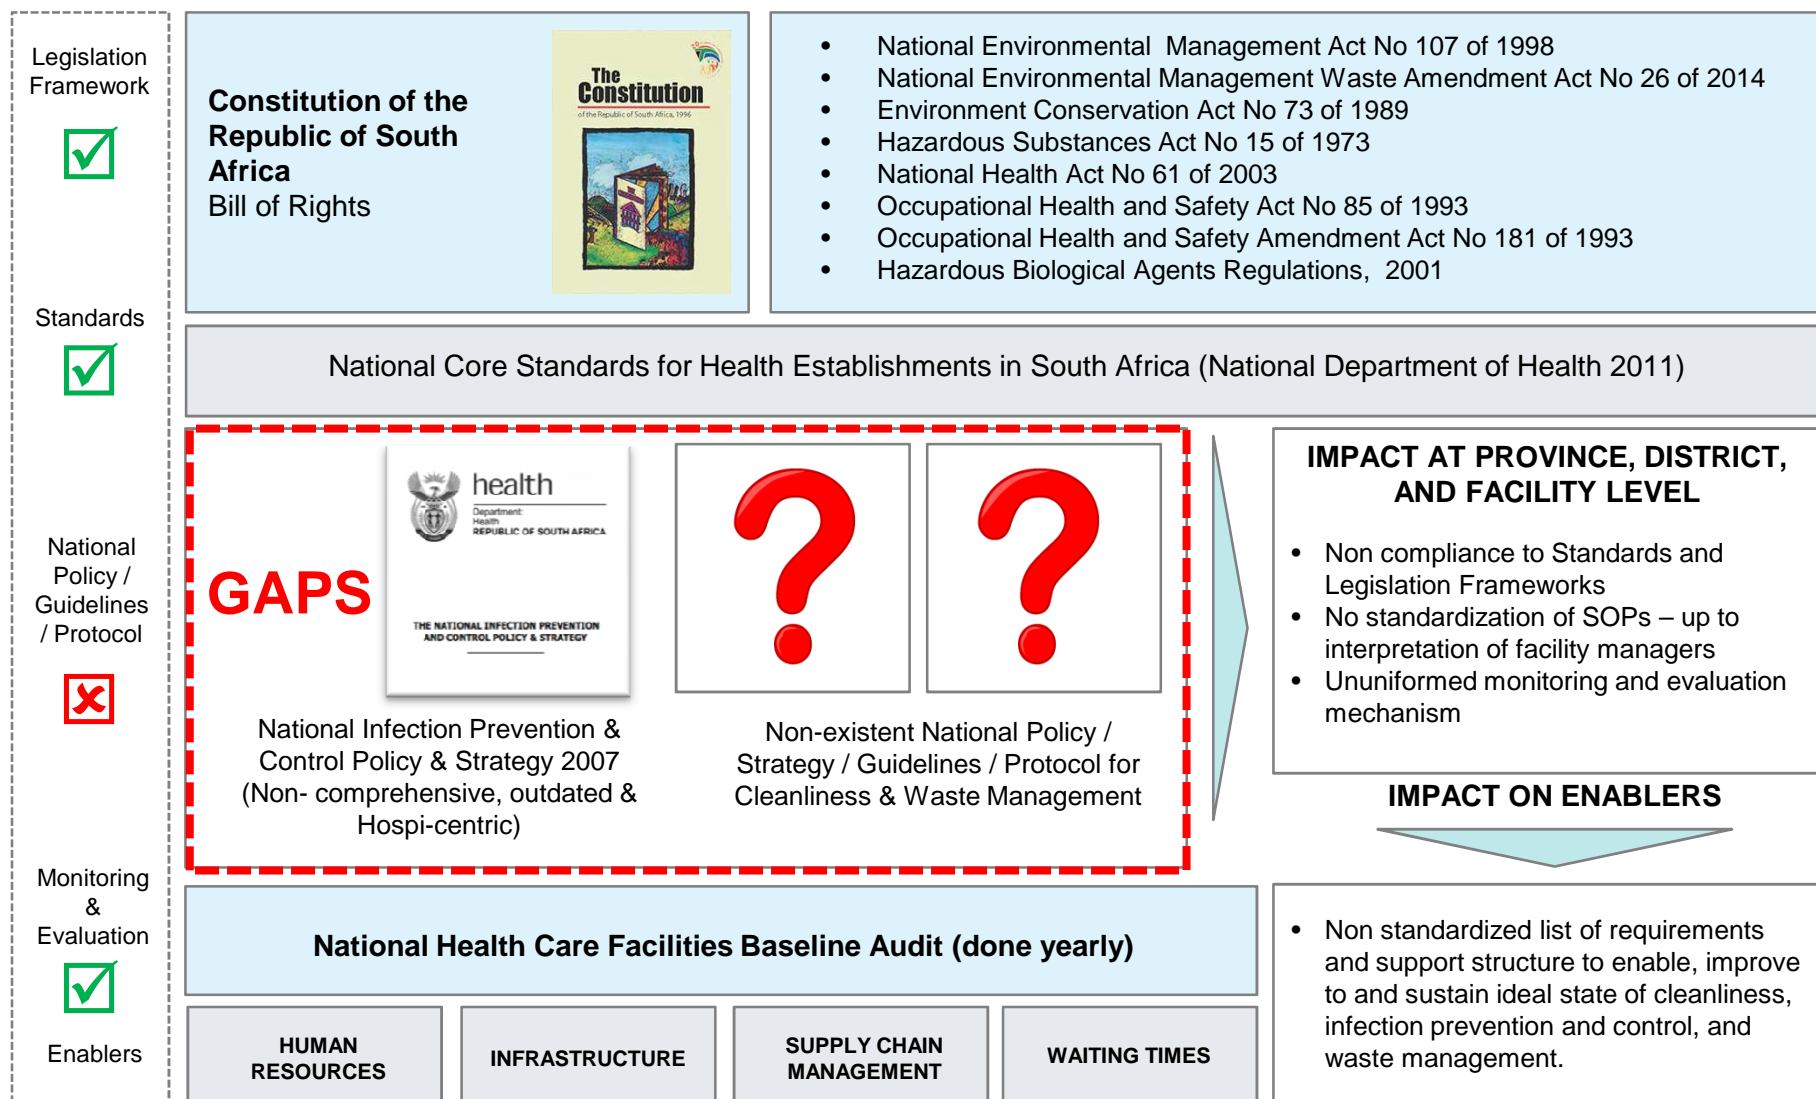 Legislation
Framework
Standards
National
Policy /
Guidelines
/ Protocol
Monitoring
&
Evaluation
Enablers
Constitution of the
Republic of South
Africa
Bill of Rights
The
Constitution
of the Republic of South Africa, 1996
• National Environmental Management Act No 107 of 1998
• National Environmental Management Waste Amendment Act No 26 of 2014
• Environment Conservation Act No 73 of 1989
• Hazardous Substances Act No 15 of 1973
• National Health Act No 61 of 2003
• Occupational Health and Safety Act No 85 of 1993
• Occupational Health and Safety Amendment Act No 181 of 1993
• Hazardous Biological Agents Regulations, 2001
National Core Standards for Health Establishments in South Africa (National Department of Health 2011)
GAPS
health
Department:
Health
REPUBLIC OF SOUTH AFRICA
THE NATIONAL INFECTION PREVENTION
AND CONTROL POLICY & STRATEGY
National Infection Prevention &
Control Policy & Strategy 2007
(Non- comprehensive, outdated &
Hospi-centric)
? ?
Non-existent National Policy /
Strategy / Guidelines / Protocol for
Cleanliness & Waste Management
IMPACT AT PROVINCE, DISTRICT,
AND FACILITY LEVEL
• Non compliance to Standards and
Legislation Frameworks
• No standardization of SOPs – up to
interpretation of facility managers
• Ununiformed monitoring and evaluation
mechanism
IMPACT ON ENABLERS
• Non standardized list of requirements
and support structure to enable, improve
to and sustain ideal state of cleanliness,
infection prevention and control, and
waste management.
National Health Care Facilities Baseline Audit (done yearly)
HUMAN
RESOURCES
INFRASTRUCTURE
SUPPLY CHAIN
MANAGEMENT
WAITING TIMES